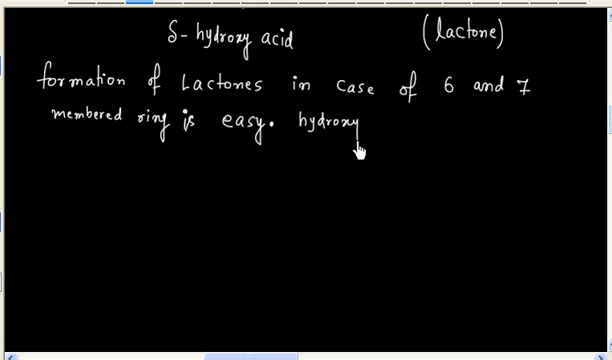 δ- hydroxy acid (lactone)
formation of Lactones in case of 6 and 7
membered ring is easy. hydroxy